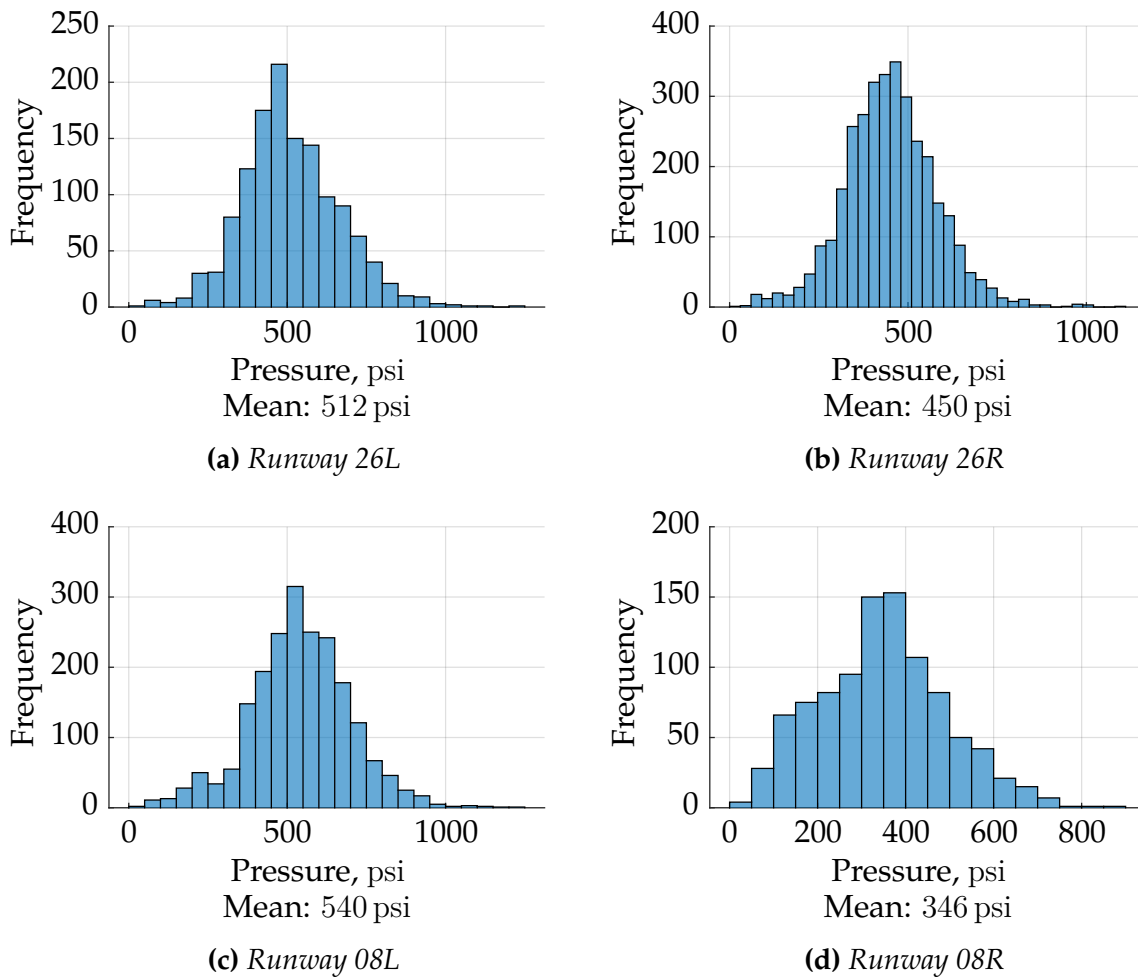 250
200
150
100
50
0
Frequency
0 500 1000
Pressure, psi
Mean: 512 psi
(a) Runway 26L
400
300
200
100
0
Frequency
0 500 1000
Pressure, psi
Mean: 450 psi
(b) Runway 26R
400
300
200
100
0
Frequency
0 500 1000
Pressure, psi
Mean: 540 psi
(c) Runway 08L
200
150
100
50
0
Frequency
0 200 400 600 800
Pressure, psi
Mean: 346 psi
(d) Runway 08R